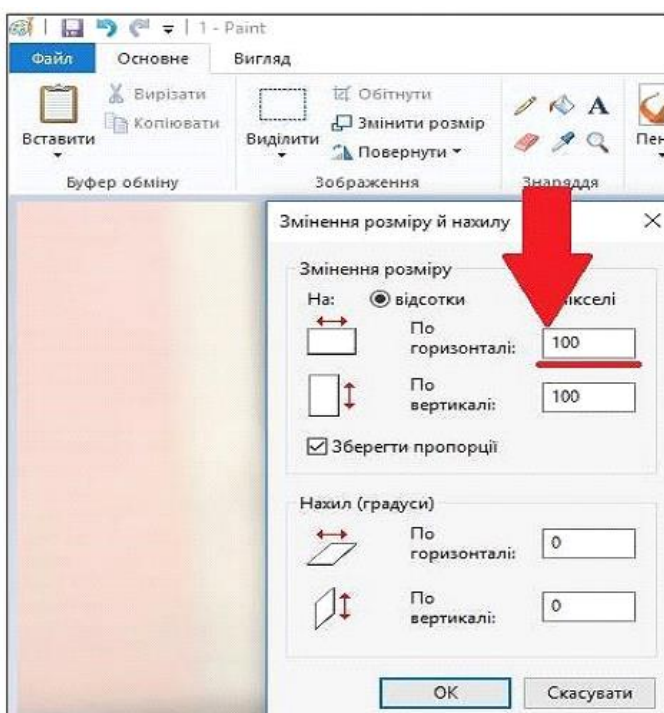 1 - Paint
Файл Основне Вигляд
Вставити
Вирізати
Копіювати
Буфер обміну
Виділити
Обітнути
Змінити розмір
Повернути
Зображення
A
Знаряддя
Змінення розміру й нахилу
Змінення розміру
На: відсотки
По
горизонталі: 100
По
вертикалі: 100
Зберегти пропорції
Нахил (градуси)
По
горизонталі: 0
По
вертикалі: 0
OK Скасувати